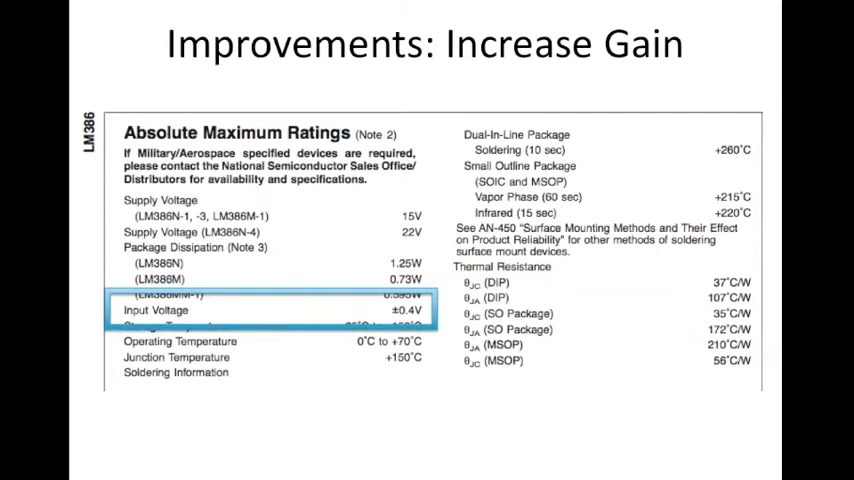 Improvements: Increase Gain
LM386
Absolute Maximum Ratings (Note 2)
If Military/Aerospace specified devices are required,
please contact the National Semiconductor Sales Office/
Distributors for availability and specifications.
Supply Voltage
(LM386N-1, -3, LM386M-1) 15V
Supply Voltage (LM386N-4) 22V
Package Dissipation (Note 3)
(LM386N) 1.25W
(LM386M) 0.73W
(LM386MM-1) 0.595W
Input Voltage ±0.4V
Operating Temperature 0°C to +70°C
Junction Temperature +150°C
Soldering Information
Dual-In-Line Package
Soldering (10 sec) +260°C
Small Outline Package
(SOIC and MSOP)
Vapor Phase (60 sec) +215°C
Infrared (15 sec) +220°C
See AN-450 “Surface Mounting Methods and Their Effect
on Product Reliability” for other methods of soldering
surface mount devices.
Thermal Resistance
θJC (DIP) 37°C/W
θJA (DIP) 107°C/W
θJC (SO Package) 35°C/W
θJA (SO Package) 172°C/W
θJA (MSOP) 210°C/W
θJC (MSOP) 56°C/W